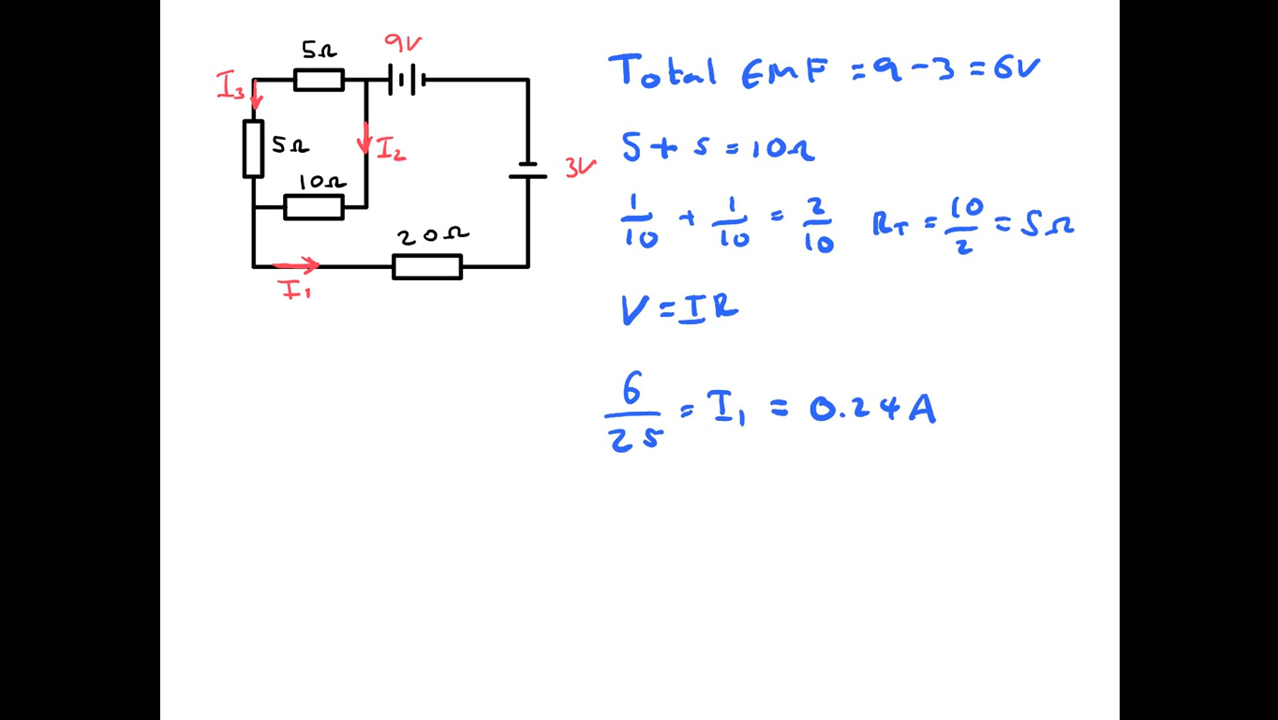 5Ω
9V
I₃
5Ω
I₂
10Ω
3V
20Ω
I₁
Total EMF = 9 - 3 = 6V
5 + 5 = 10Ω
1/10 + 1/10 = 2/10 R_T = 10/2 = 5Ω
V = IR
6/25 = I₁ = 0.24A